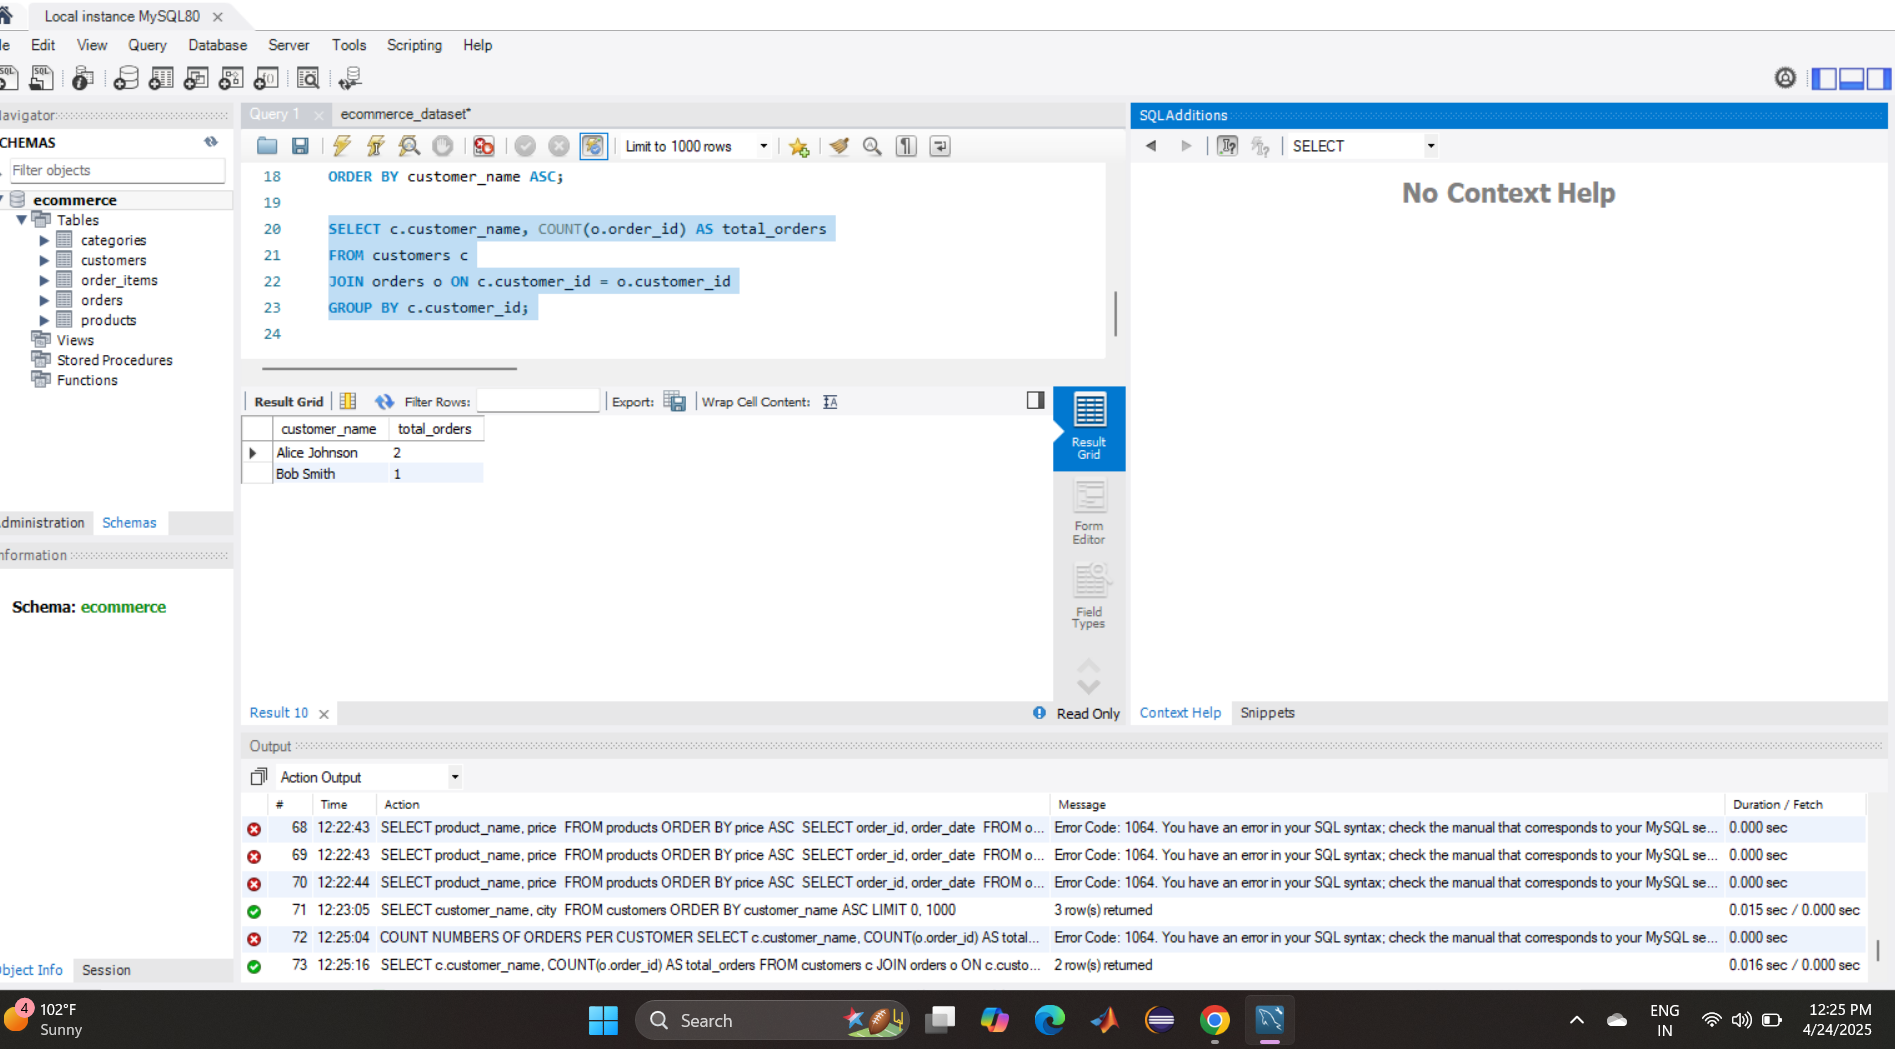 Local instance MySQL80
le Edit View Query Database Server Tools Scripting Help
SQL SQL
Navigator
CHEMAS
Filter objects
ecommerce
Tables
categories
customers
order_items
orders
products
Views
Stored Procedures
Functions
dministration Schemas
nformation
Schema: ecommerce
bject Info Session
Query 1 ecommerce_dataset*
Limit to 1000 rows
18 ORDER BY customer_name ASC;
19
20 SELECT c.customer_name, COUNT(o.order_id) AS total_orders
21 FROM customers c
22 JOIN orders o ON c.customer_id = o.customer_id
23 GROUP BY c.customer_id;
24
Result Grid Filter Rows: Export: Wrap Cell Content:
customer_name total_orders
Alice Johnson 2
Bob Smith 1
Result
Grid
Form
Editor
Field
Types
Result 10 Read Only
SQLAdditions
SELECT
No Context Help
Context Help Snippets
Output
Action Output
# Time Action Message Duration / Fetch
68 12:22:43 SELECT product_name, price FROM products ORDER BY price ASC SELECT order_id, order_date FROM o... Error Code: 1064. You have an error in your SQL syntax; check the manual that corresponds to your MySQL se... 0.000 sec
69 12:22:43 SELECT product_name, price FROM products ORDER BY price ASC SELECT order_id, order_date FROM o... Error Code: 1064. You have an error in your SQL syntax; check the manual that corresponds to your MySQL se... 0.000 sec
70 12:22:44 SELECT product_name, price FROM products ORDER BY price ASC SELECT order_id, order_date FROM o... Error Code: 1064. You have an error in your SQL syntax; check the manual that corresponds to your MySQL se... 0.000 sec
71 12:23:05 SELECT customer_name, city FROM customers ORDER BY customer_name ASC LIMIT 0, 1000 3 row(s) returned 0.015 sec / 0.000 sec
72 12:25:04 COUNT NUMBERS OF ORDERS PER CUSTOMER SELECT c.customer_name, COUNT(o.order_id) AS total... Error Code: 1064. You have an error in your SQL syntax; check the manual that corresponds to your MySQL se... 0.000 sec
73 12:25:16 SELECT c.customer_name, COUNT(o.order_id) AS total_orders FROM customers c JOIN orders o ON c.custo... 2 row(s) returned 0.016 sec / 0.000 sec
4 102°F
Sunny
Search
ENG
IN
12:25 PM
4/24/2025